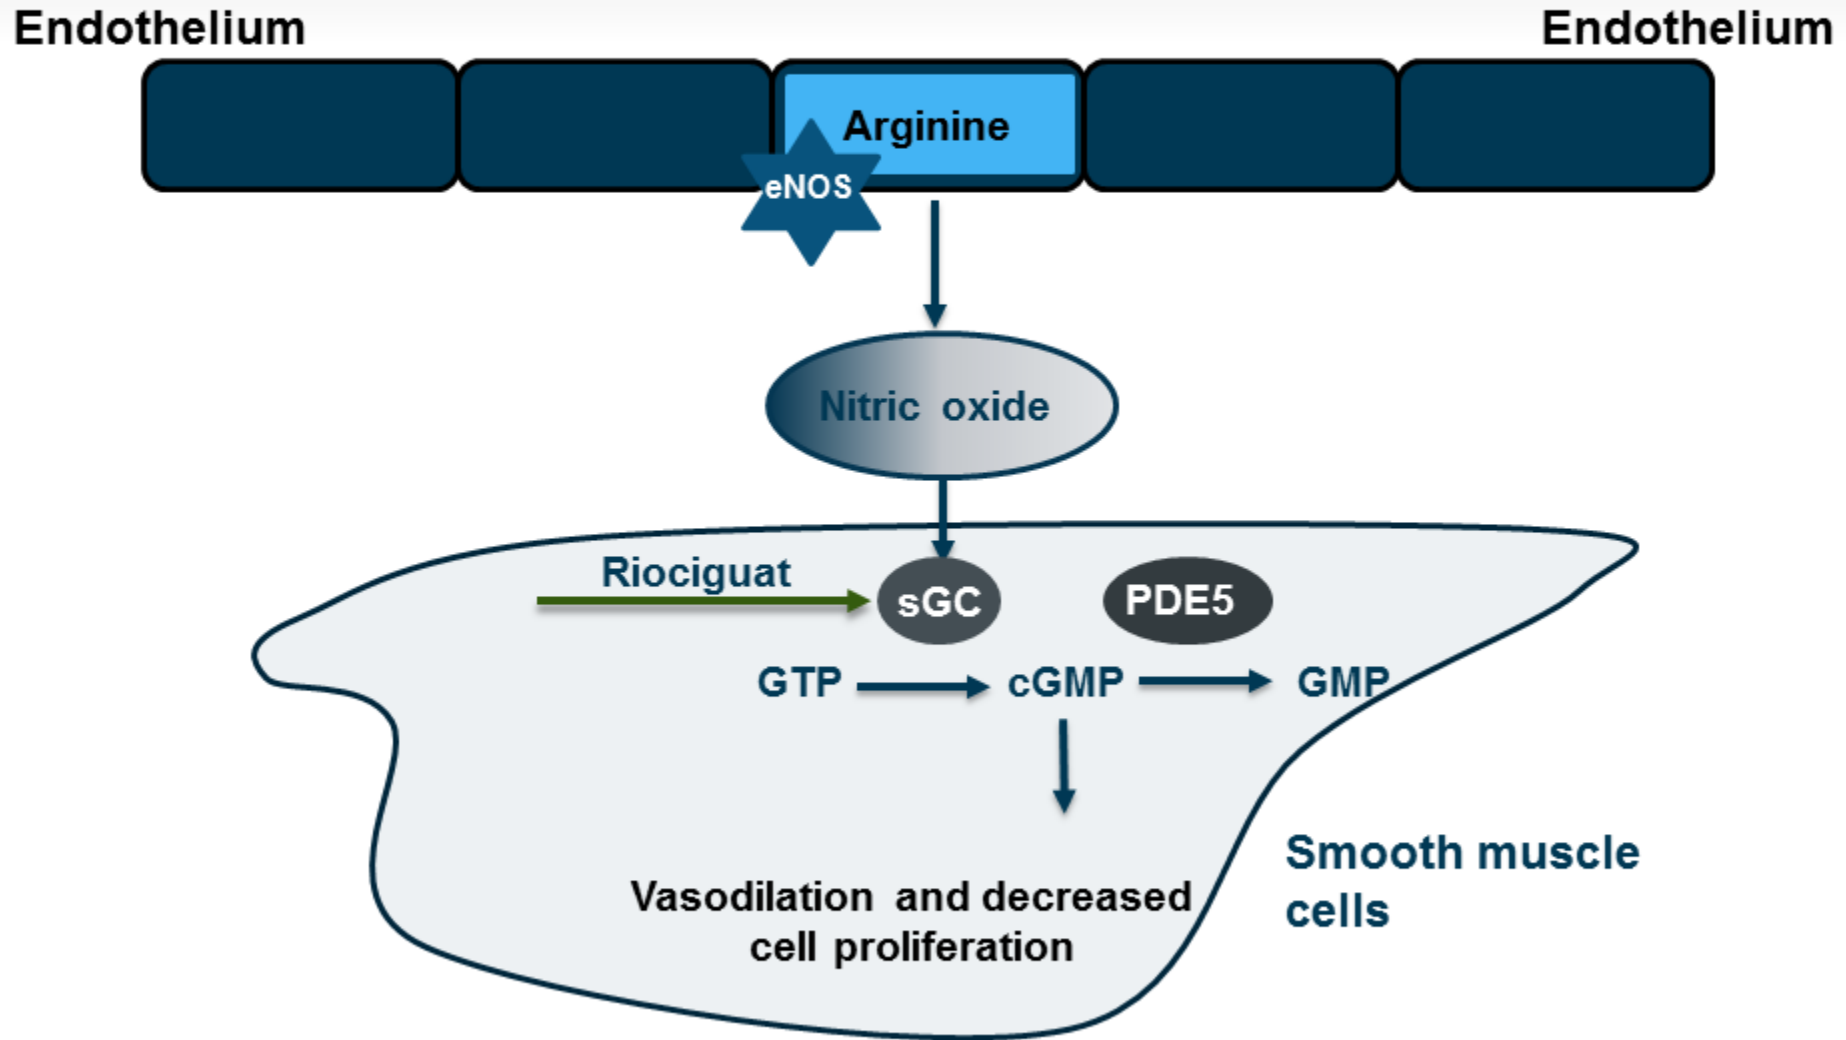 Endothelium
Endothelium
Arginine
eNOS
Nitric oxide
Riociguat
sGC
PDE5
GTP
cGMP
GMP
Smooth muscle
cells
Vasodilation and decreased
cell proliferation